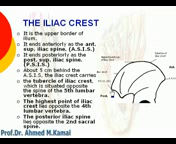 THE ILIAC CREST
It is the upper border of
ilium.
It ends anteriorly as the ant.
sup. iliac spine, (A.S.I.S.)
It ends posteriorly as the
post. sup. iliac spine.
(P.S.I.S.)
About 5 cm behind the
A.S.I.S, the iliac crest carries
the tubercle of iliac crest,
which is situated opposite
the spine of the 5th lumbar
vertebra.
The highest point of iliac
crest lies opposite the 4th
lumbar vertebra.
The posterior iliac spine
lies opposite the 2nd sacral
spine.
Prof.Dr. Ahmed M.Kamal